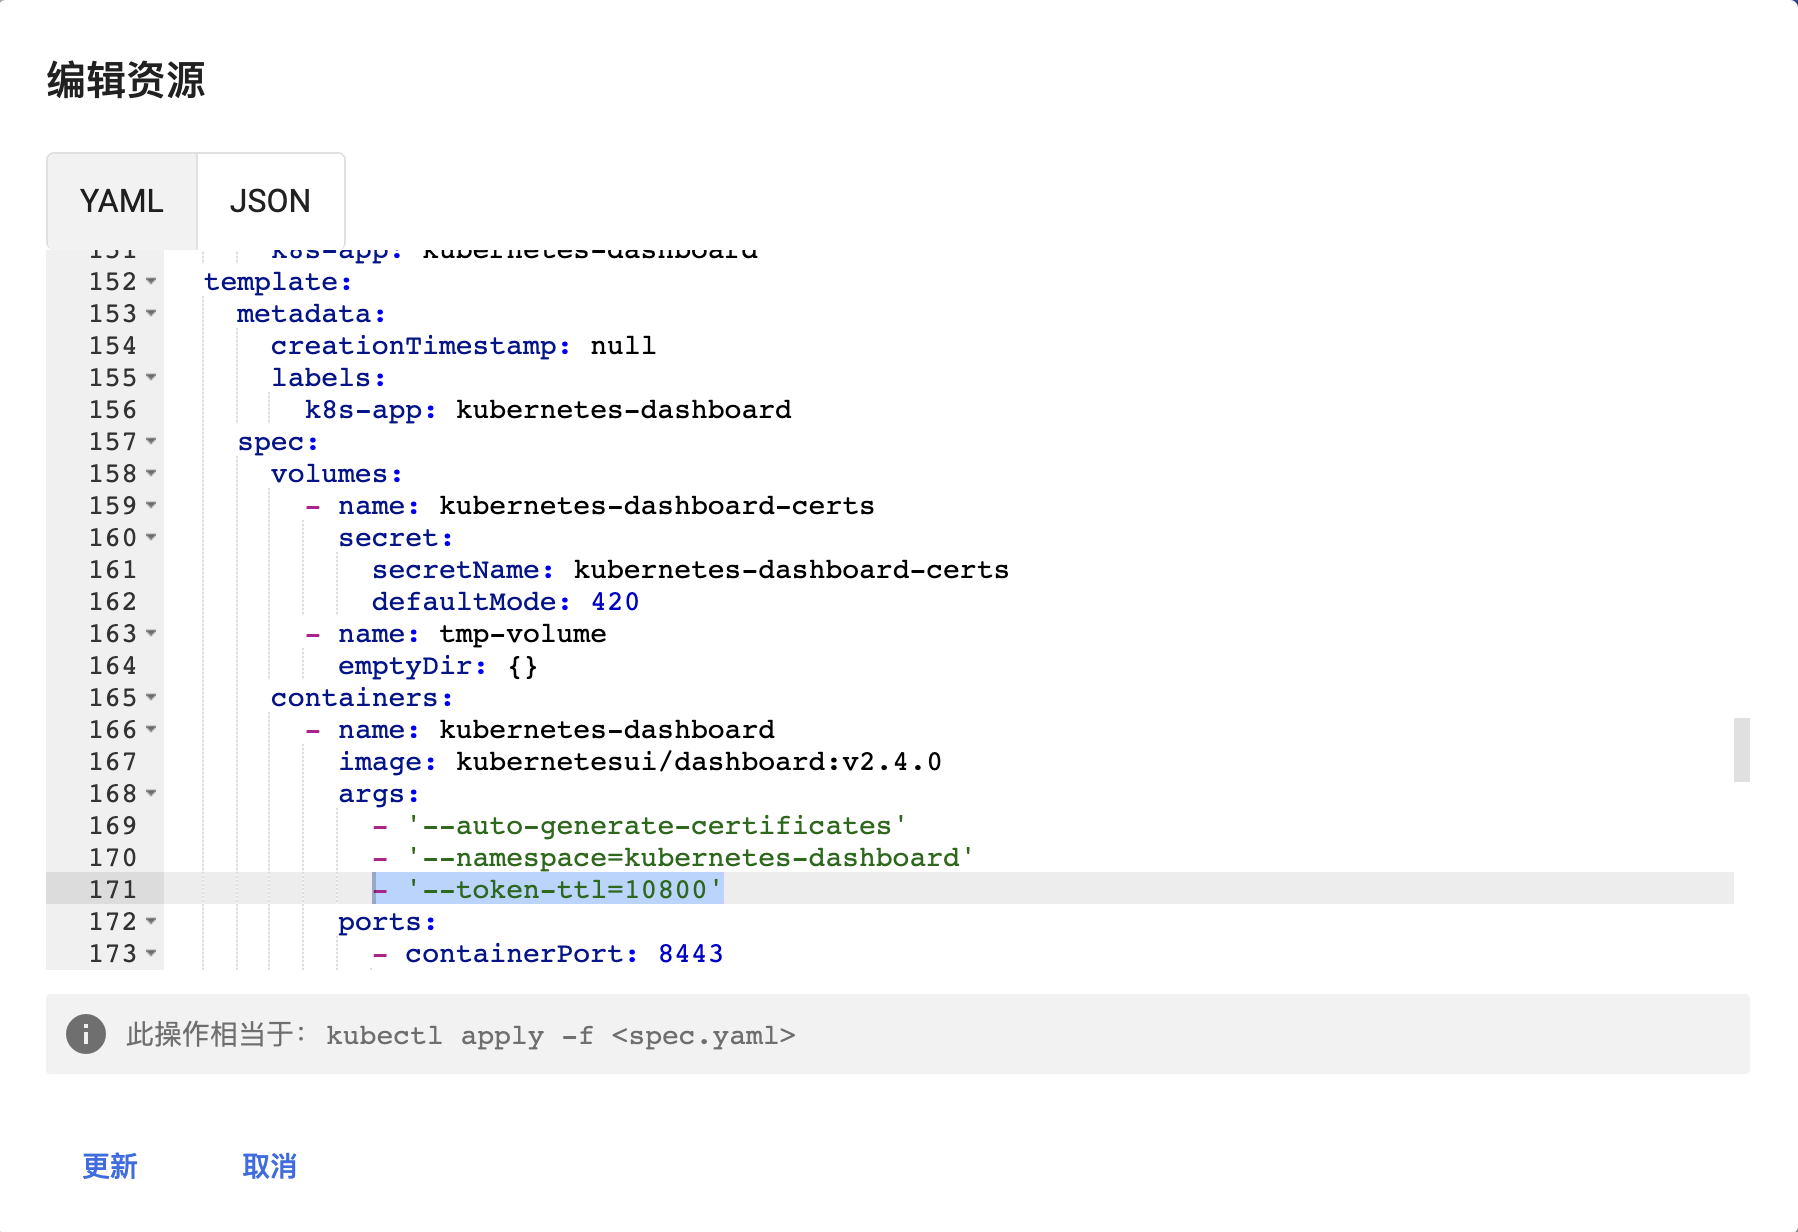 编辑资源
YAML JSON
151 k8s-app: kubernetes-dashboard
152 template:
153 metadata:
154 creationTimestamp: null
155 labels:
156 k8s-app: kubernetes-dashboard
157 spec:
158 volumes:
159 - name: kubernetes-dashboard-certs
160 secret:
161 secretName: kubernetes-dashboard-certs
162 defaultMode: 420
163 - name: tmp-volume
164 emptyDir: {}
165 containers:
166 - name: kubernetes-dashboard
167 image: kubernetesui/dashboard:v2.4.0
168 args:
169 - '--auto-generate-certificates'
170 - '--namespace=kubernetes-dashboard'
171 - '--token-ttl=10800'
172 ports:
173 - containerPort: 8443
此操作相当于: kubectl apply -f <spec.yaml>
更新 取消